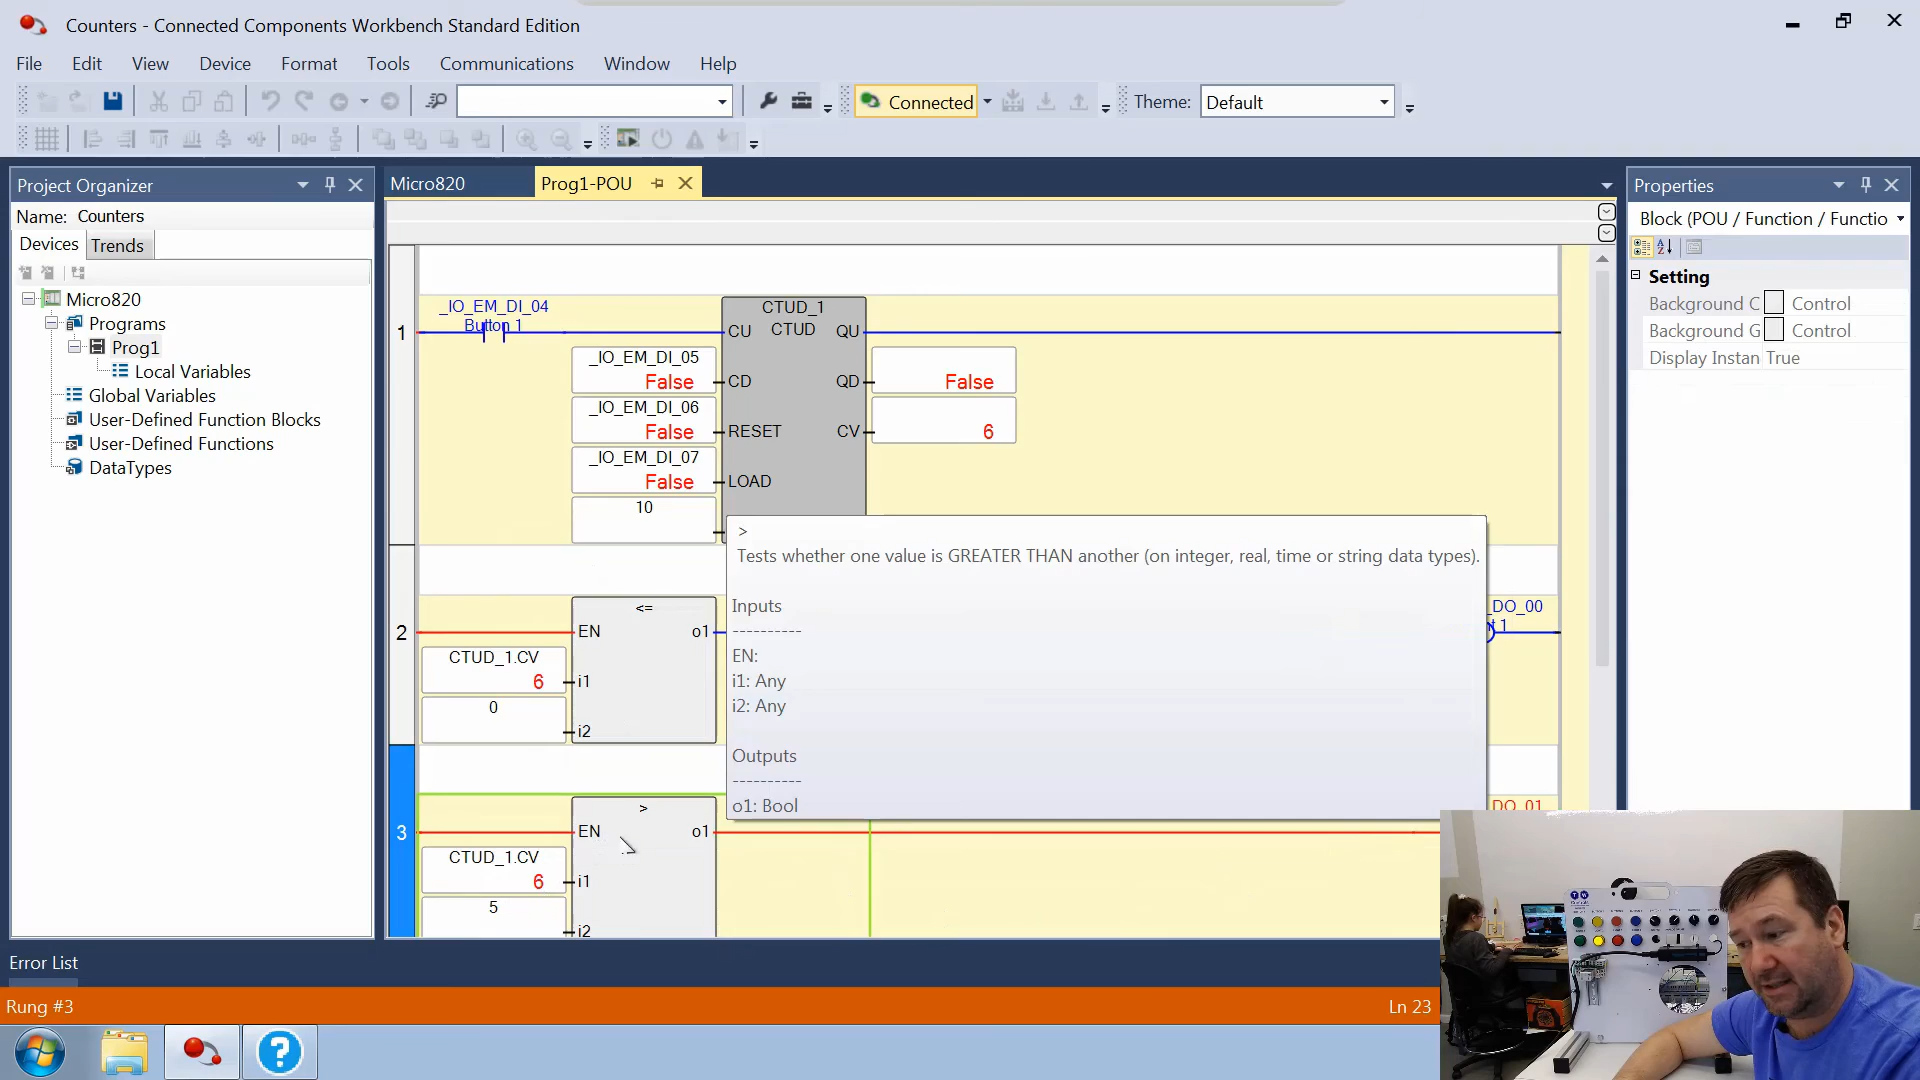 Counters - Connected Components Workbench Standard Edition
File Edit View Device Format Tools Communications Window Help
Connected Theme: Default
Project Organizer
Name: Counters
Devices Trends
Micro820
Programs
Prog1
Local Variables
Global Variables
User-Defined Function Blocks
User-Defined Functions
DataTypes
Micro820 Prog1-POU
1
_IO_EM_DI_04
Button 1
CTUD_1
CTUD
CU QU
_IO_EM_DI_05
False CD QD False
_IO_EM_DI_06
False RESET CV 6
_IO_EM_DI_07
False LOAD
10
>
Tests whether one value is GREATER THAN another (on integer, real, time or string data types).
Inputs
----------
EN:
i1: Any
i2: Any
Outputs
----------
o1: Bool
2
<=
EN o1
CTUD_1.CV
6 i1
0
i2
_DO_00
t 1
3
>
EN o1
CTUD_1.CV
6 i1
5
i2
_DO_01
Properties
Block (POU / Function / Functio
Setting
Background C Control
Background G Control
Display Instan True
Error List
Rung #3 Ln 23